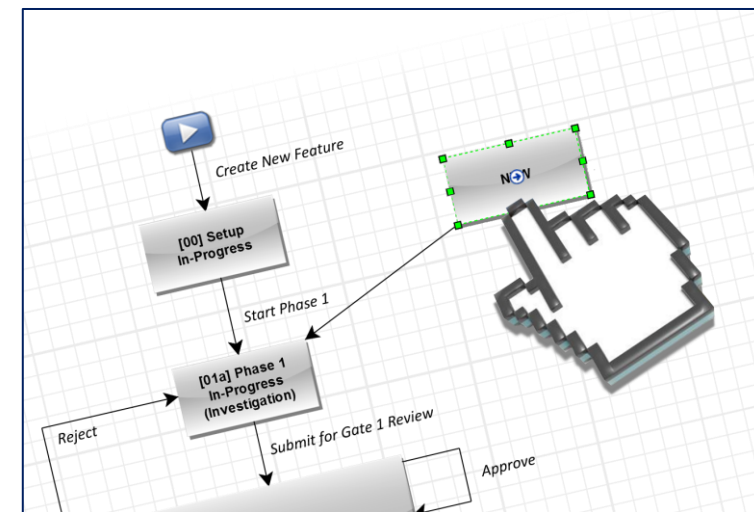 Create New Feature
[00] Setup
In-Progress
Start Phase 1
[01a] Phase 1
In-Progress
(Investigation)
Reject
Submit for Gate 1 Review
Approve